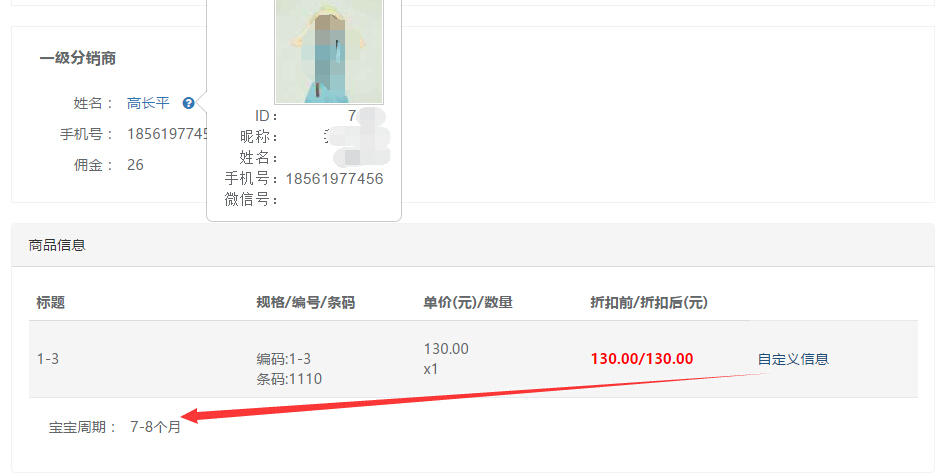 一级分销商
姓名： 高长平
手机号： 1856197745
佣金： 26
ID： 7
昵称：
姓名：
手机号：18561977456
微信号：
商品信息
标题 规格/编号/条码 单价(元)/数量 折扣前/折扣后(元)
1-3 编码:1-3 130.00 130.00/130.00 自定义信息
条码:1110 x1
宝宝周期： 7-8个月